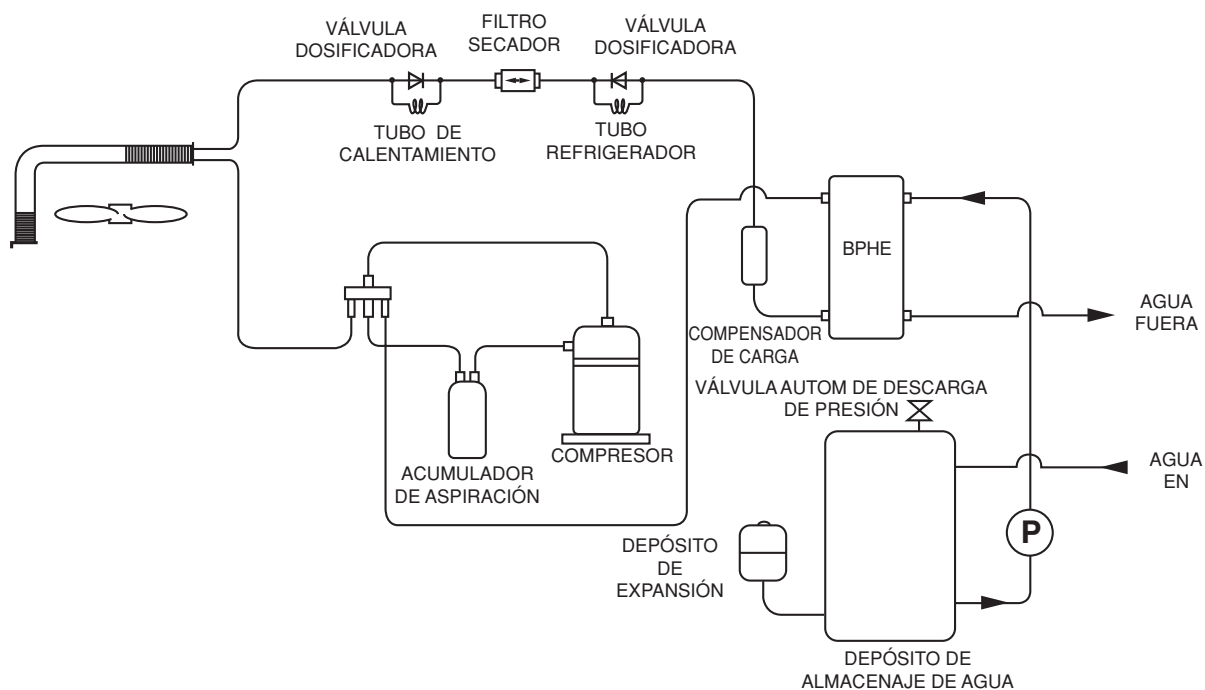 VÁLVULA
DOSIFICADORA
FILTRO
SECADOR
VÁLVULA
DOSIFICADORA
TUBO DE
CALENTAMIENTO
TUBO
REFRIGERADOR
BPHE
AGUA
FUERA
COMPENSADOR
DE CARGA
VÁLVULA AUTOM DE DESCARGA
DE PRESIÓN
COMPRESOR
ACUMULADOR
DE ASPIRACIÓN
AGUA
EN
P
DEPÓSITO
DE
EXPANSIÓN
DEPÓSITO DE
ALMACENAJE DE AGUA